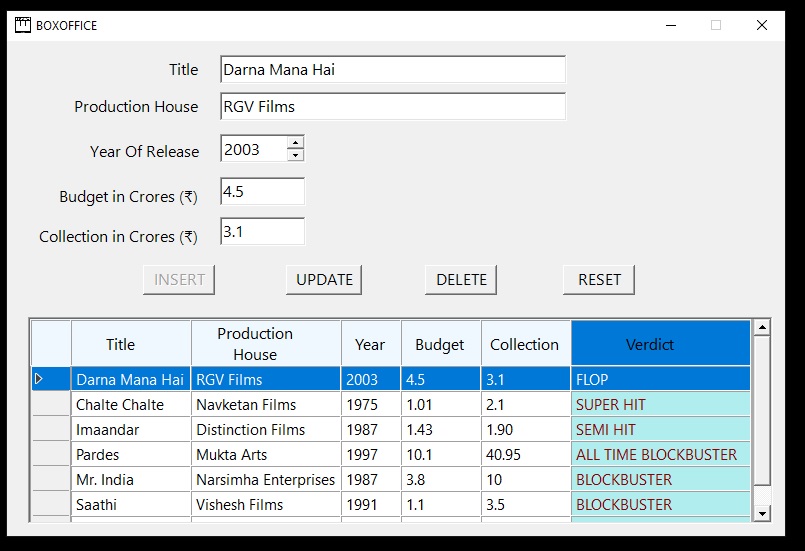 BOXOFFICE
Title Darna Mana Hai
Production House RGV Films
Year Of Release 2003
Budget in Crores (₹) 4.5
Collection in Crores (₹) 3.1
INSERT UPDATE DELETE RESET
Title Production House Year Budget Collection Verdict
Darna Mana Hai RGV Films 2003 4.5 3.1 FLOP
Chalte Chalte Navketan Films 1975 1.01 2.1 SUPER HIT
Imaandar Distinction Films 1987 1.43 1.90 SEMI HIT
Pardes Mukta Arts 1997 10.1 40.95 ALL TIME BLOCKBUSTER
Mr. India Narsimha Enterprises 1987 3.8 10 BLOCKBUSTER
Saathi Vishesh Films 1991 1.1 3.5 BLOCKBUSTER